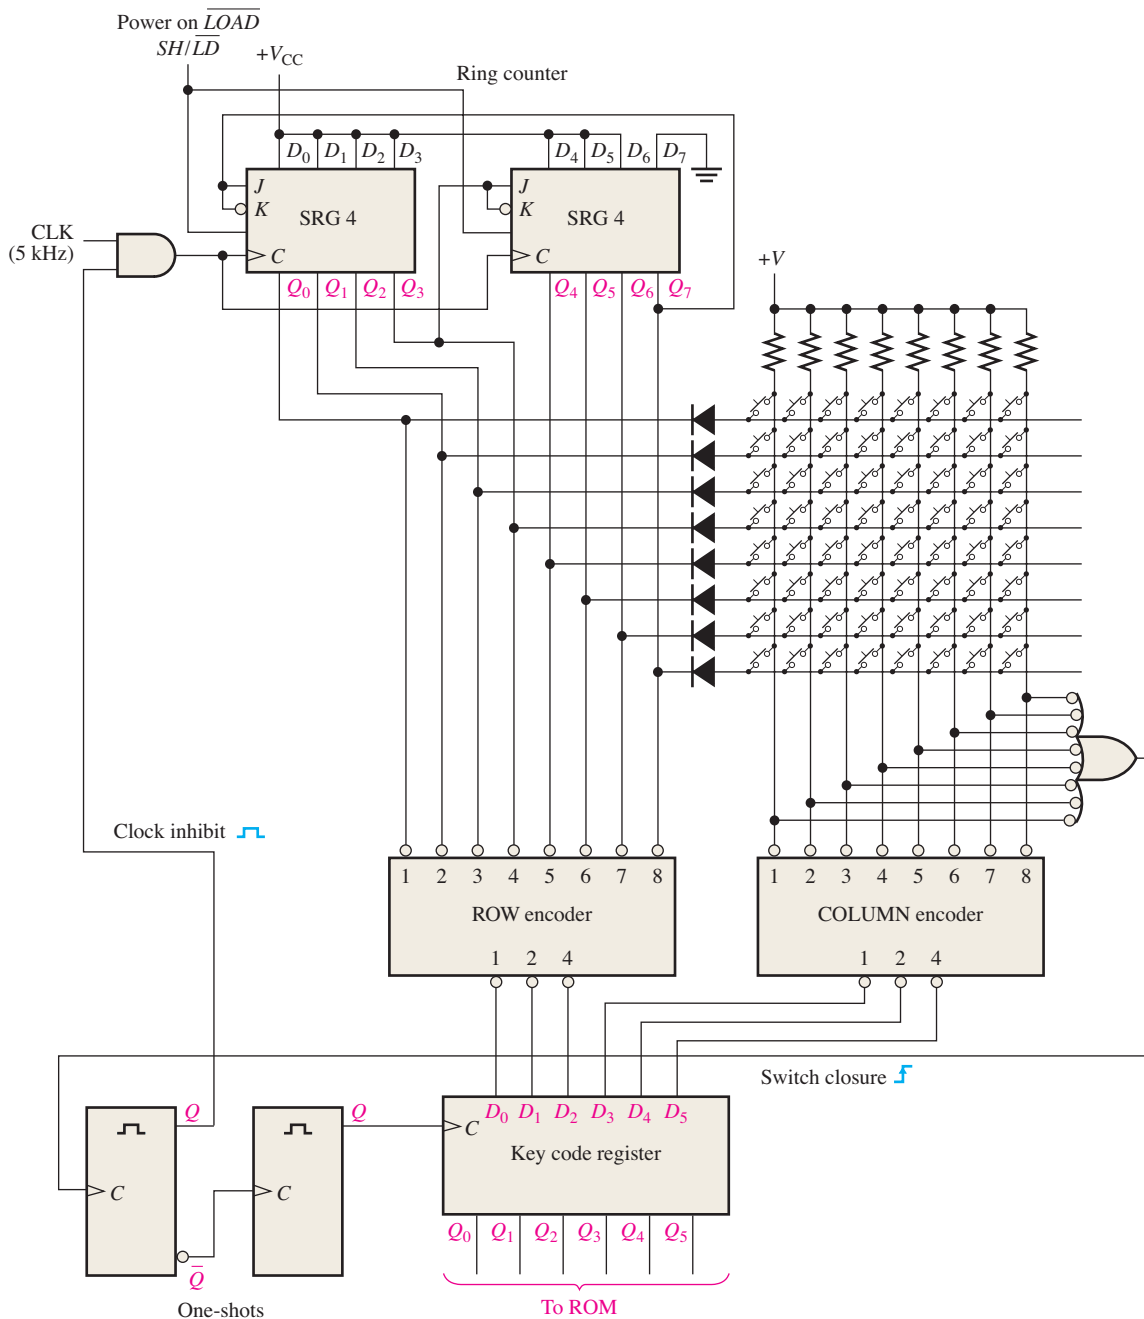 Power on L̅O̅A̅D̅
SH/L̅D̅
+V_CC
Ring counter
D₀ D₁ D₂ D₃ D₄ D₅ D₆ D₇
J
K
SRG 4
C
J
K
SRG 4
C
CLK
(5 kHz)
Q₀ Q₁ Q₂ Q₃ Q₄ Q₅ Q₆ Q₇
+V
Clock inhibit
1 2 3 4 5 6 7 8
ROW encoder
1 2 4
1 2 3 4 5 6 7 8
COLUMN encoder
1 2 4
Switch closure
Q
C
Q̅
Q
C
One-shots
D₀ D₁ D₂ D₃ D₄ D₅
C
Key code register
Q₀ Q₁ Q₂ Q₃ Q₄ Q₅
To ROM